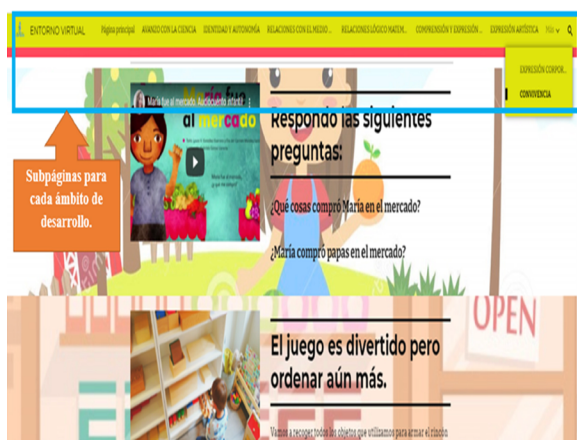 ENTORNO VIRTUAL Página principal AVANZO CON LA CIENCIA IDENTIDAD Y AUTONOMÍA RELACIONES CON EL MEDIO ... RELACIONES LÓGICO MATEM... COMPRENSIÓN Y EXPRESIÓN ... EXPRESIÓN ARTÍSTICA Más
EXPRESIÓN CORPOR...
CONVIVENCIA
María fue al mercado. Audiocuento infantil
María fue
al mercado
Respondo las siguientes
preguntas:
¿Qué cosas compró María en el mercado?
¿María compró papas en el mercado?
Subpáginas para
cada ámbito de
desarrollo.
OPEN
El juego es divertido pero
ordenar aún más.
Vamos a recoger todos los objetos que utilizamos para armar el rincón